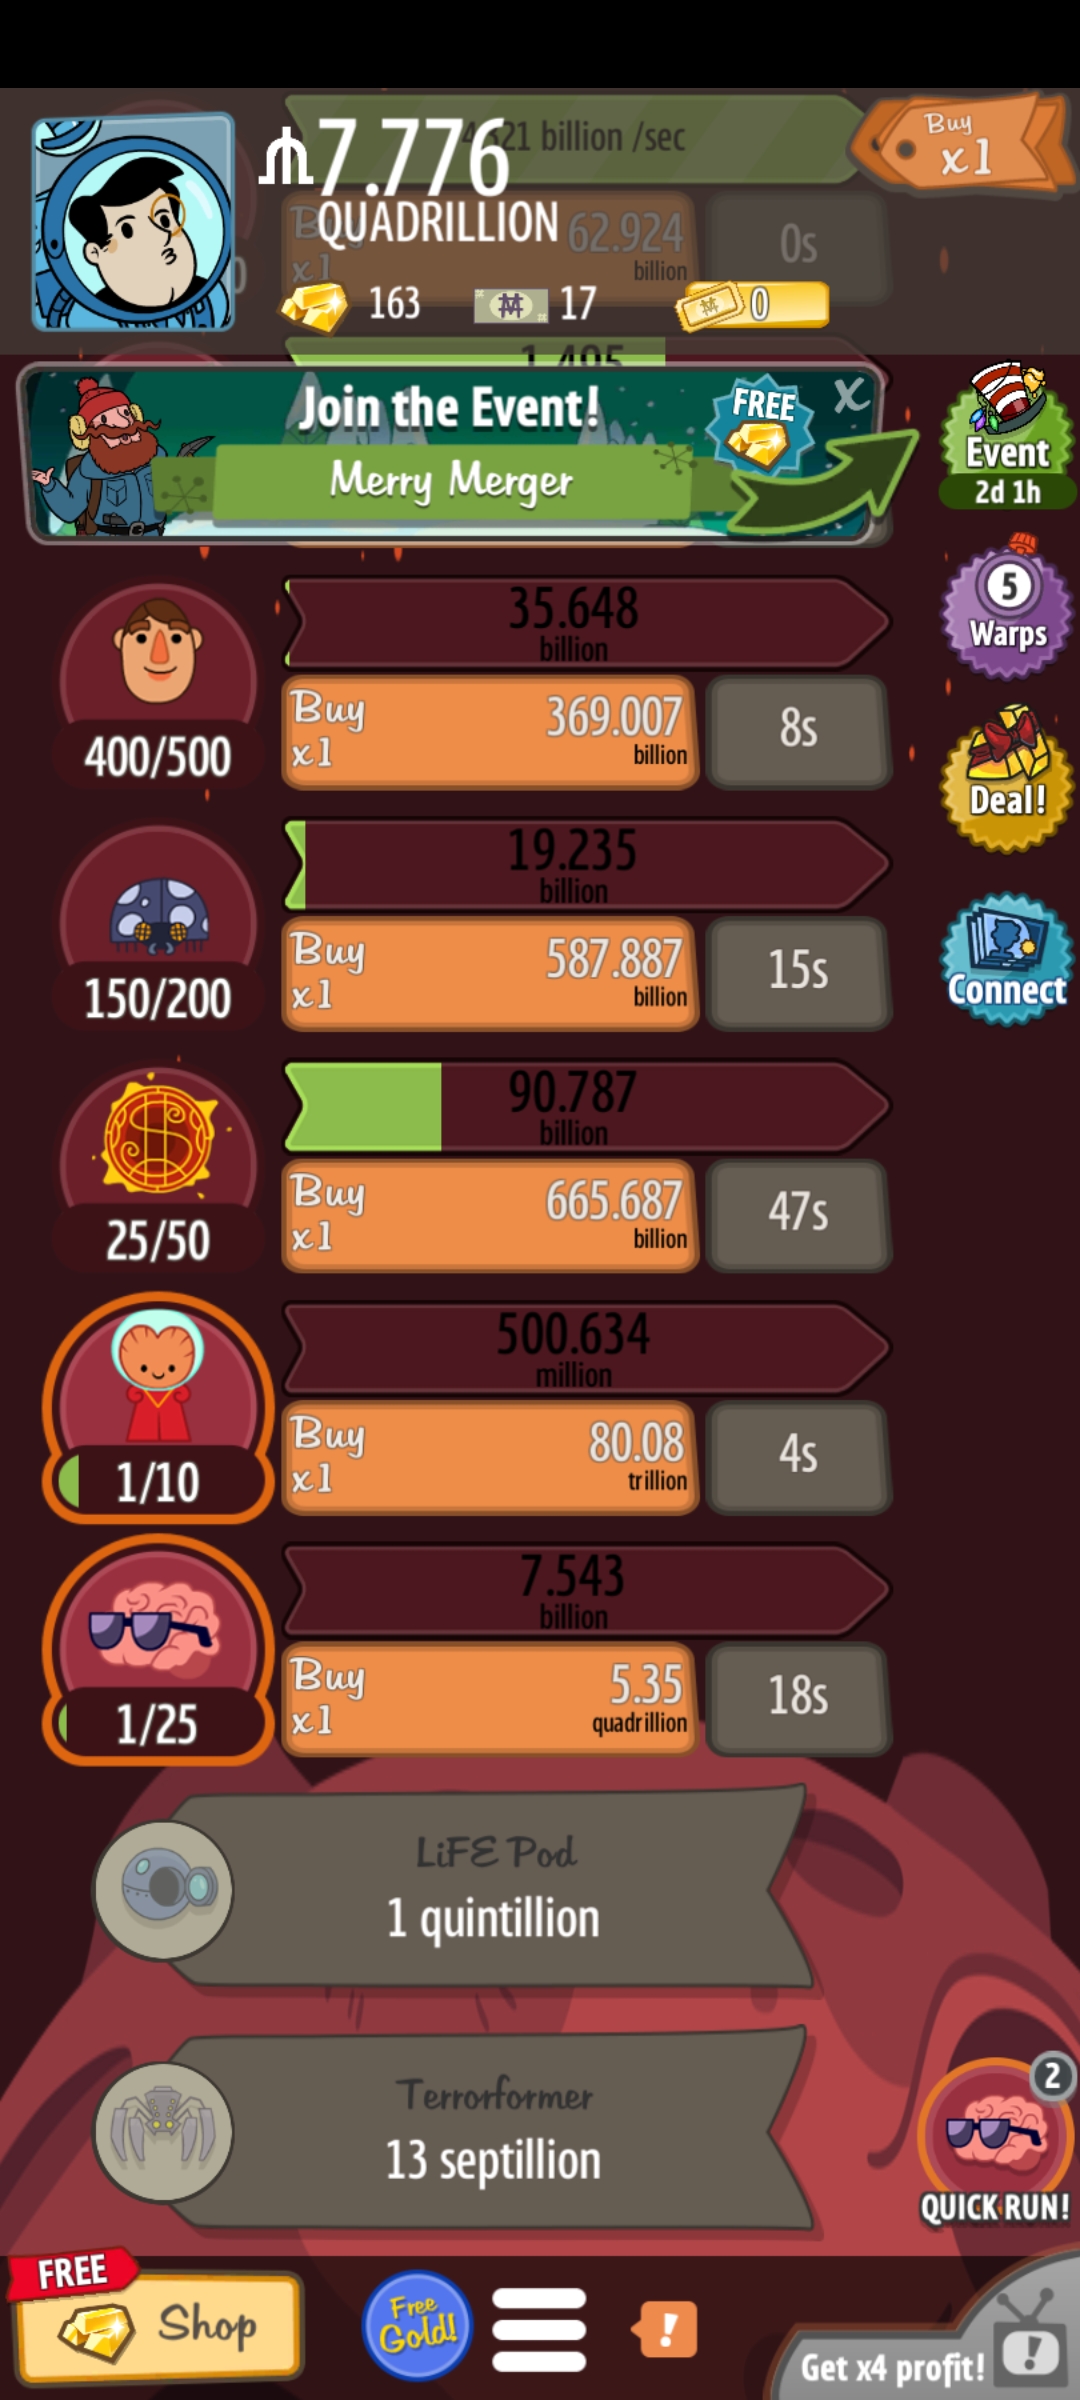 21 billion /sec
Buy
x1
7.776
QUADRILLION
Buy
x1
62.924
billion
0s
163
17
0
1.495
Join the Event!
Merry Merger
FREE
X
Event
2d 1h
35.648
billion
400/500
Buy
x1
369.007
billion
8s
5
Warps
19.235
billion
150/200
Buy
x1
587.887
billion
15s
Deal!
Connect
90.787
billion
25/50
Buy
x1
665.687
billion
47s
500.634
million
1/10
Buy
x1
80.08
trillion
4s
7.543
billion
1/25
Buy
x1
5.35
quadrillion
18s
LiFE Pod
1 quintillion
Terrorformer
13 septillion
2
QUICK RUN!
FREE
Shop
Free
Gold!
!
Get x4 profit!
!